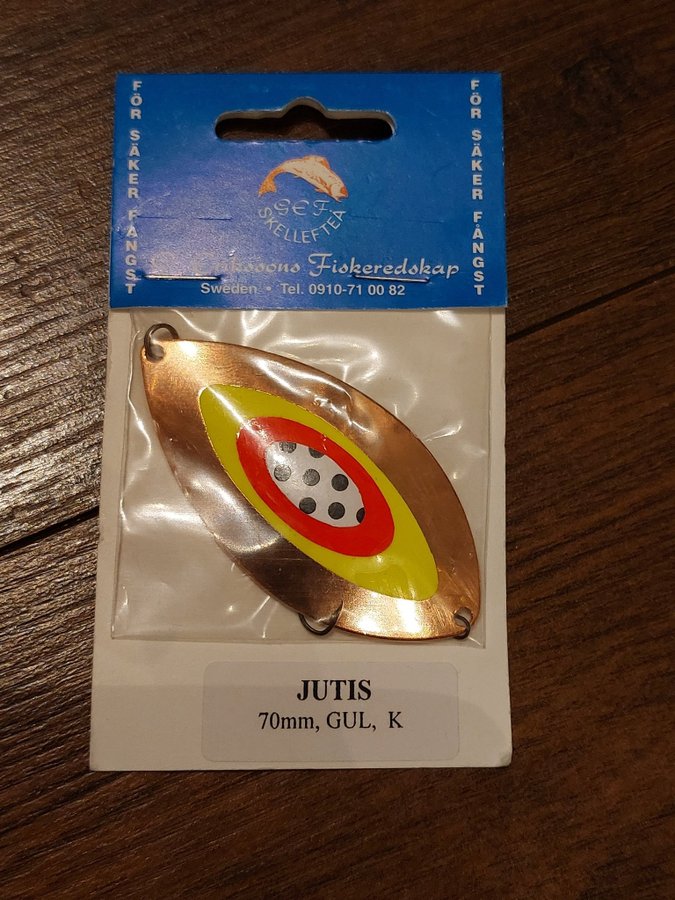 FÖR SÄKER FÅNGST
FÖR SÄKER FÅNGST
GEF
SKELLEFTEÅ
Fiskeredskap
Sweden • Tel. 0910-71 00 82
JUTIS
70mm, GUL, K